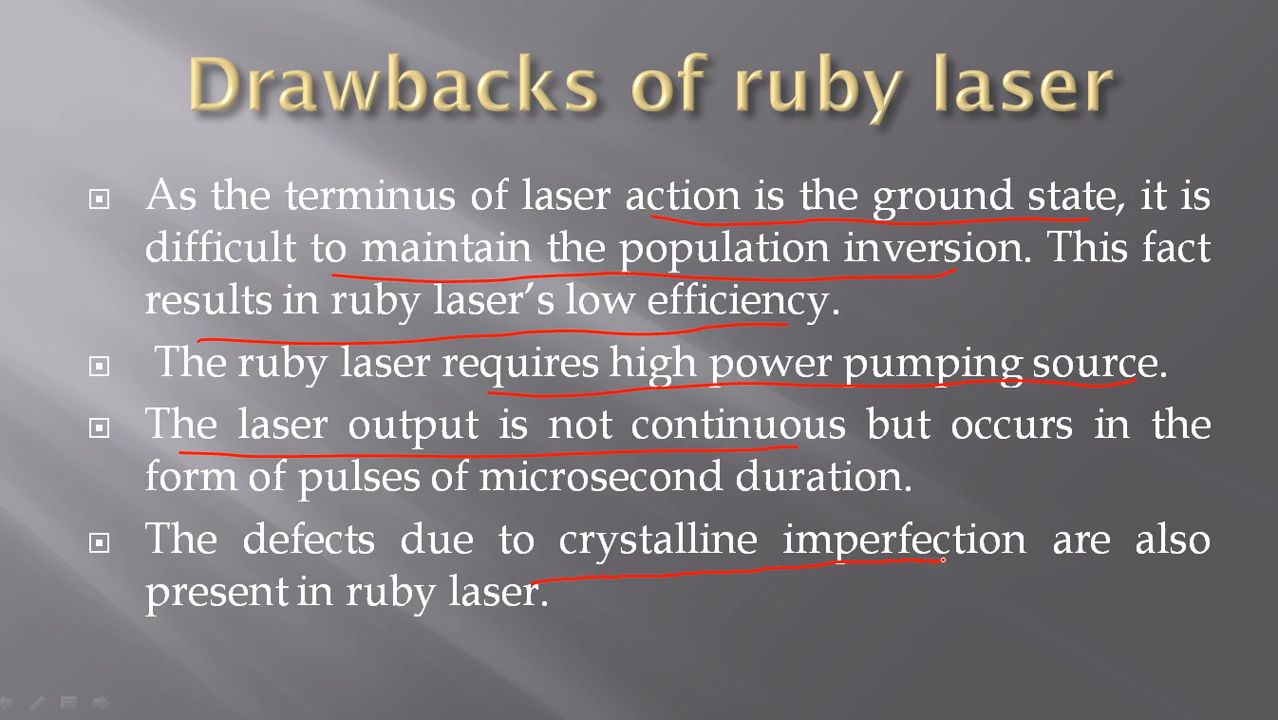 Drawbacks of ruby laser
As the terminus of laser action is the ground state, it is
difficult to maintain the population inversion. This fact
results in ruby laser’s low efficiency.
The ruby laser requires high power pumping source.
The laser output is not continuous but occurs in the
form of pulses of microsecond duration.
The defects due to crystalline imperfection are also
present in ruby laser.